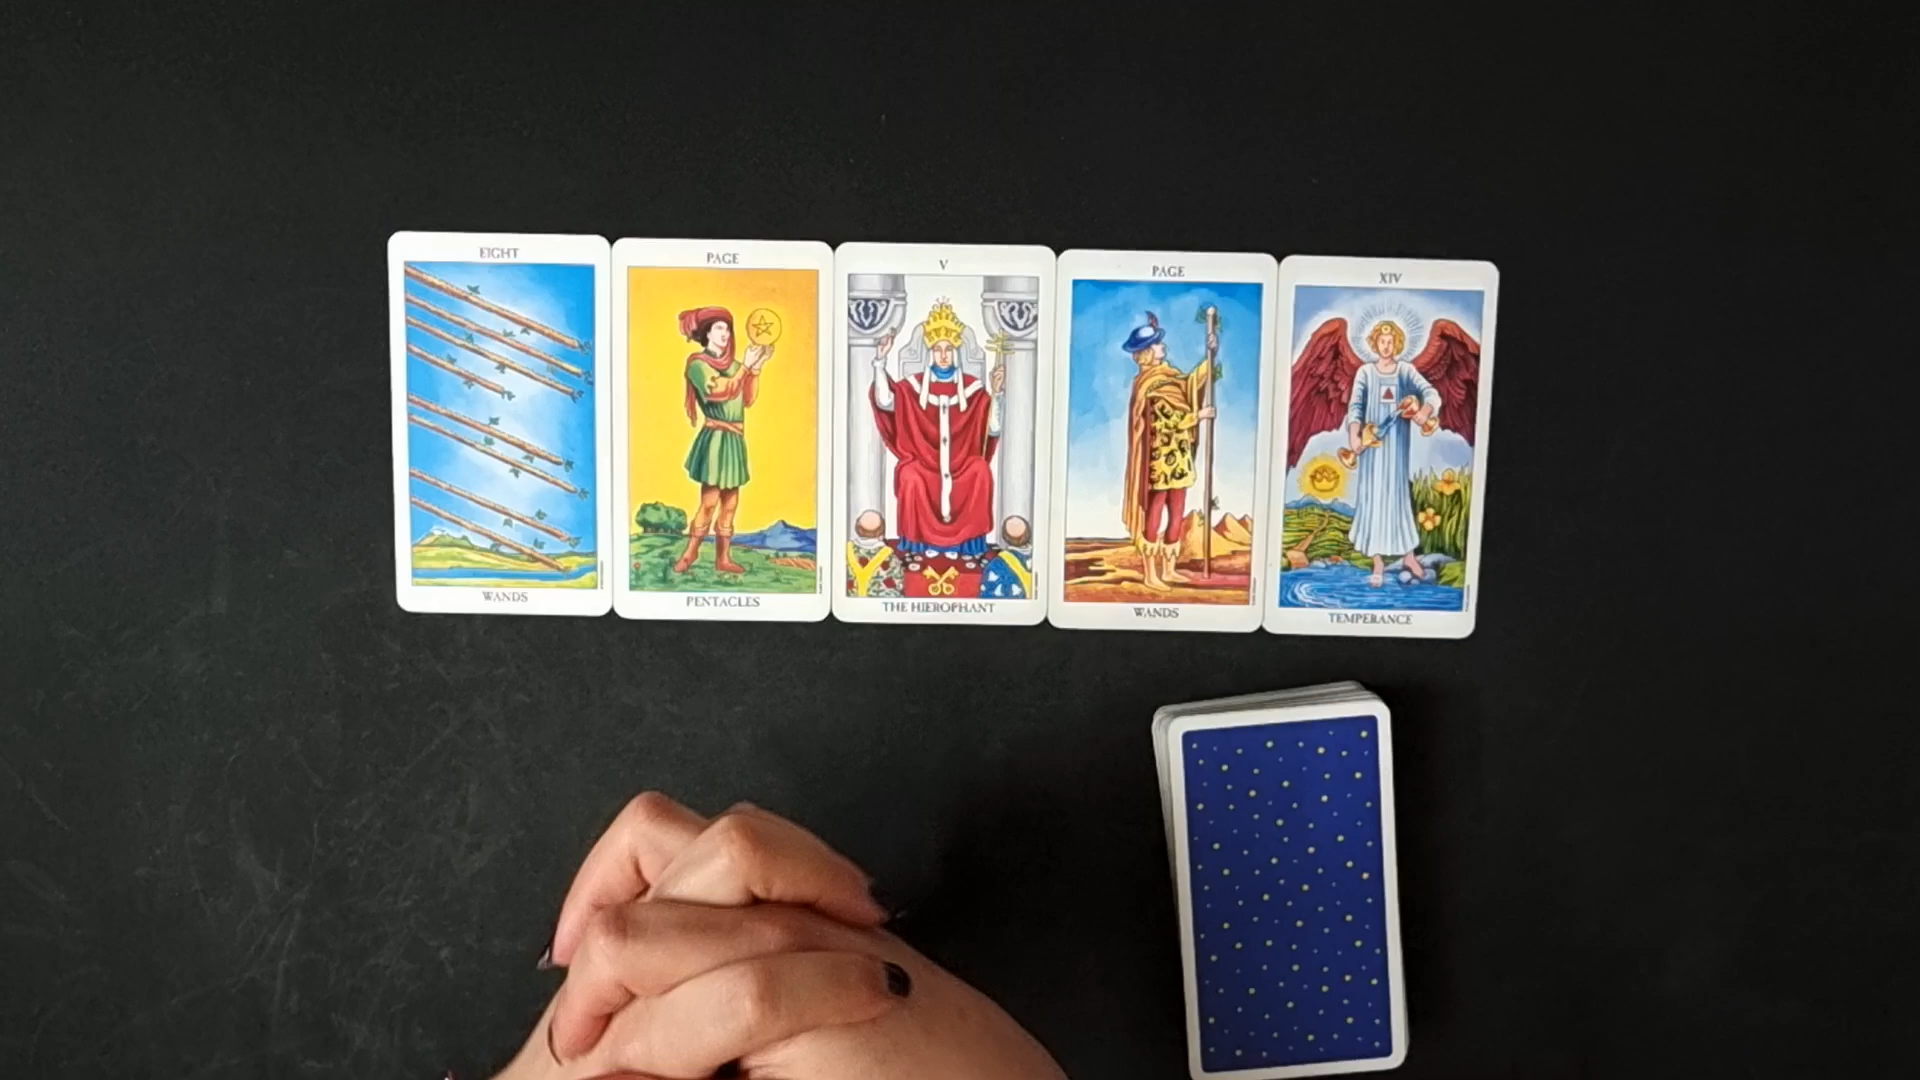 EIGHT
WANDS
PAGE
PENTACLES
V
THE HIEROPHANT
PAGE
WANDS
XIV
TEMPERANCE